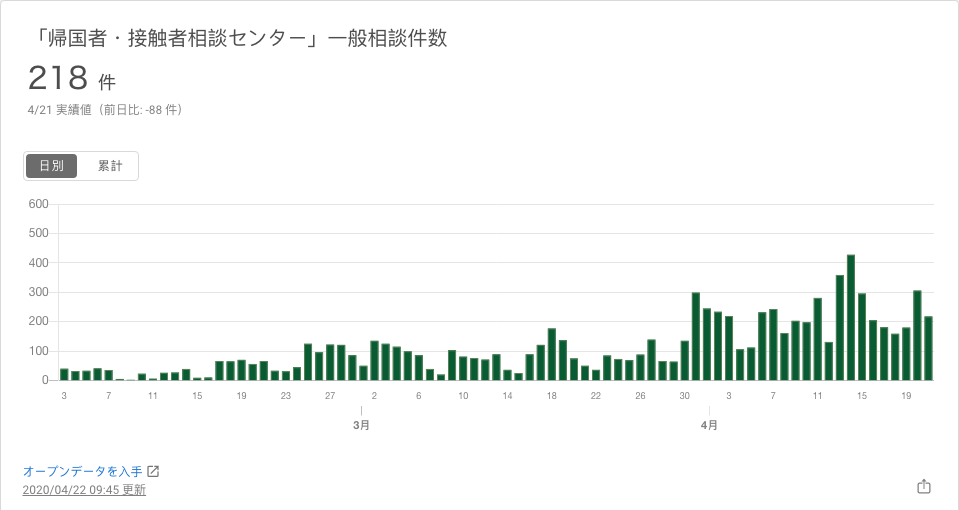 「帰国者・接触者相談センター」一般相談件数
218 件
4/21 実績値（前日比: -88 件）
日別 累計
600
500
400
300
200
100
0
3 7 11 15 19 23 27 2 6 10 14 18 22 26 30 3 7 11 15 19
3月 4月
オープンデータを入手
2020/04/22 09:45 更新